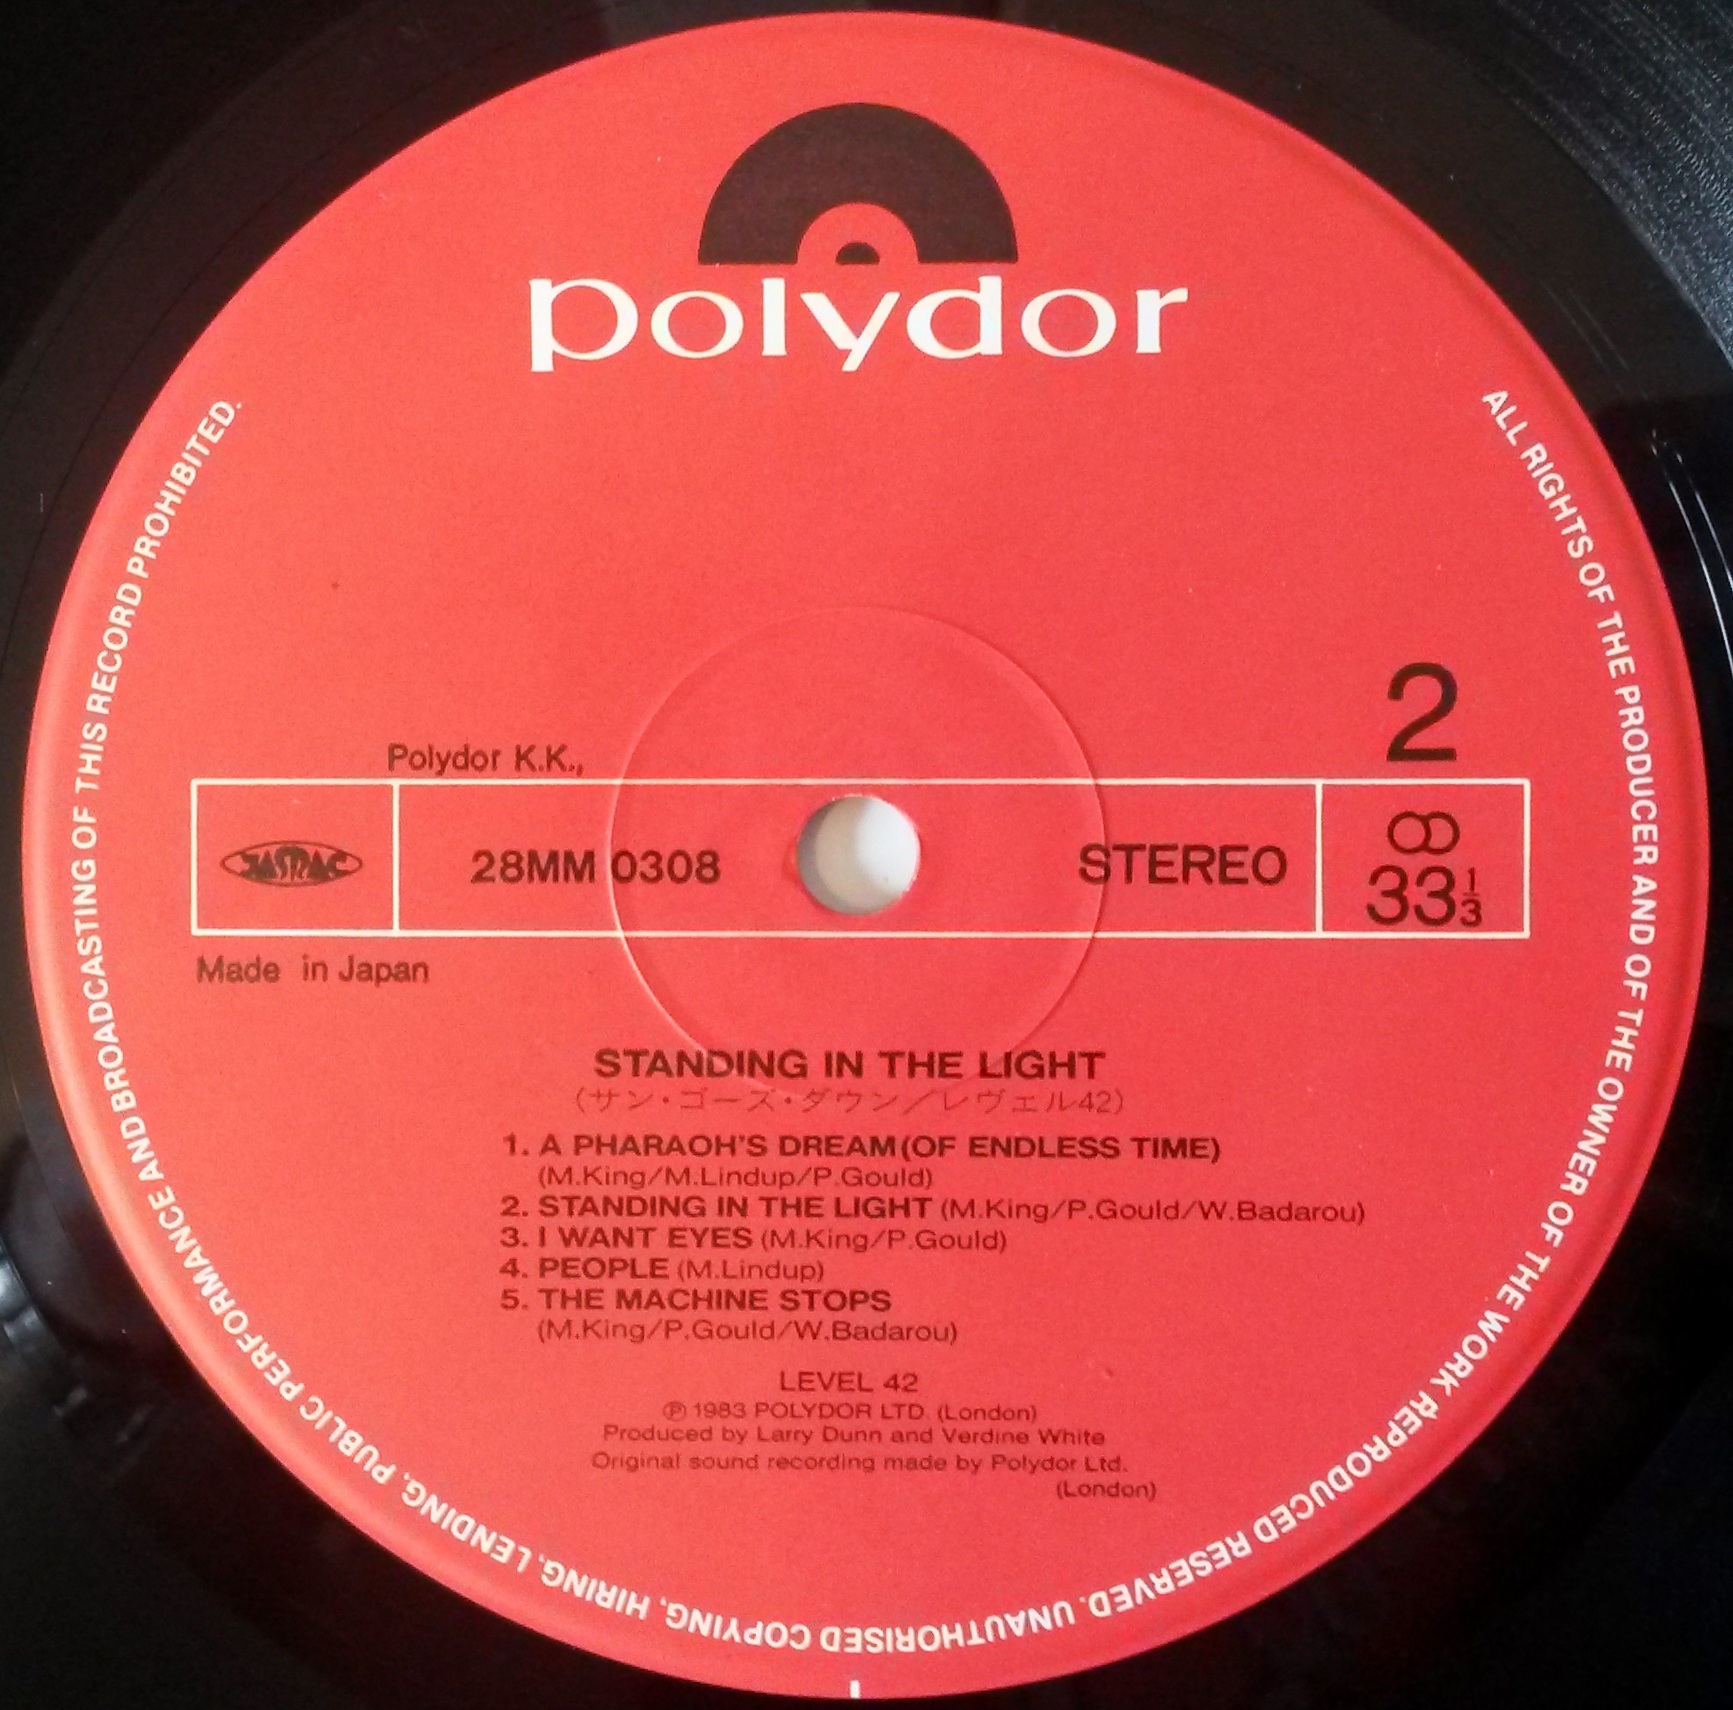 polydor
2
Polydor K.K.,
JASRAC
28MM 0308
STEREO
33 1/3
Made in Japan
STANDING IN THE LIGHT
(サン・ゴーズ・ダウン／レヴェル42)
1. A PHARAOH'S DREAM(OF ENDLESS TIME)
(M.King/M.Lindup/P.Gould)
2. STANDING IN THE LIGHT (M.King/P.Gould/W.Badarou)
3. I WANT EYES (M.King/P.Gould)
4. PEOPLE (M.Lindup)
5. THE MACHINE STOPS
(M.King/P.Gould/W.Badarou)
LEVEL 42
℗ 1983 POLYDOR LTD. (London)
Produced by Larry Dunn and Verdine White
Original sound recording made by Polydor Ltd.
(London)
ALL RIGHTS OF THE PRODUCER AND OF THE OWNER OF THE WORK REPRODUCED RESERVED. UNAUTHORISED COPYING, HIRING, LENDING, PUBLIC PERFORMANCE AND BROADCASTING OF THIS RECORD PROHIBITED.